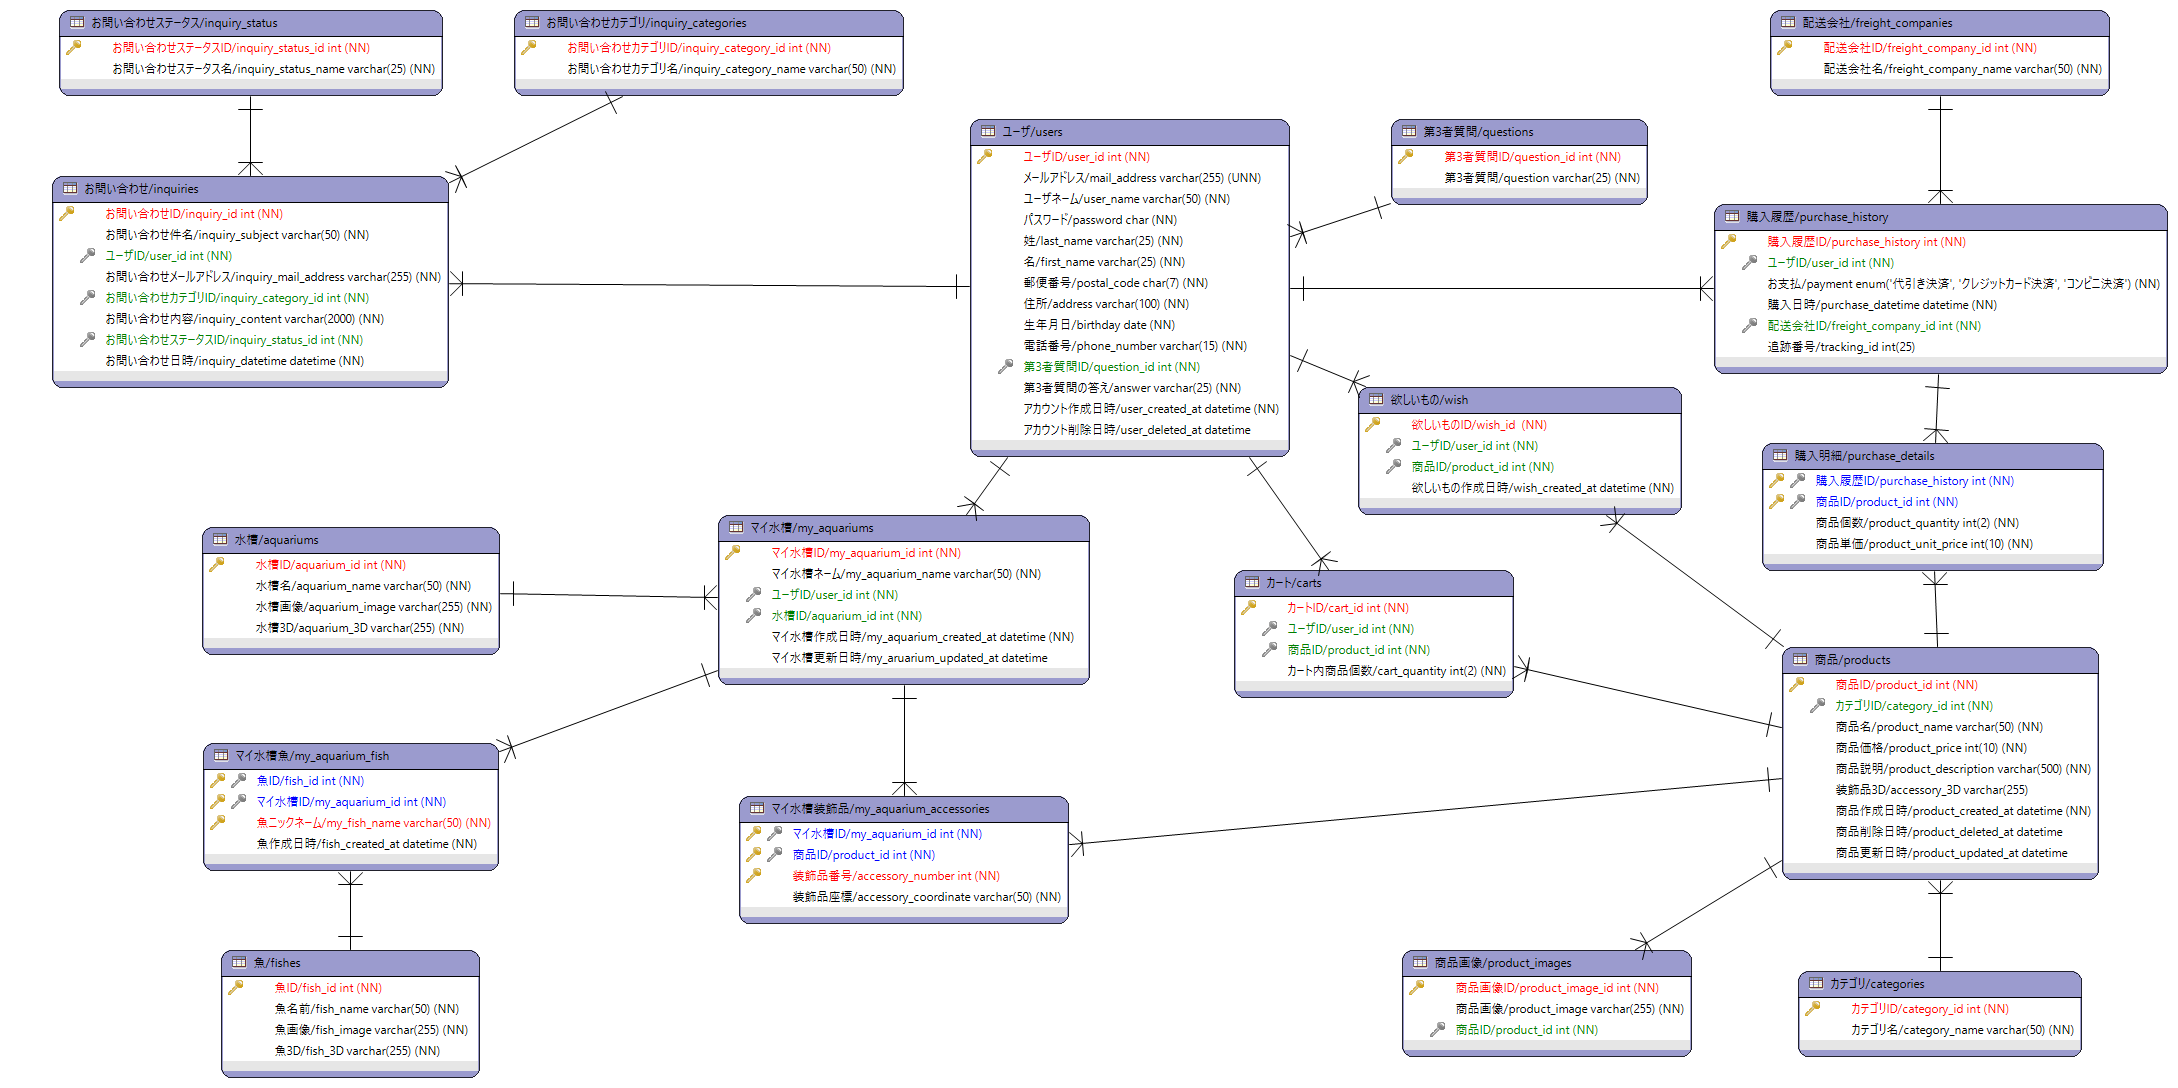 お問い合わせステータス/inquiry_status
お問い合わせステータスID/inquiry_status_id int (NN)
お問い合わせステータス名/inquiry_status_name varchar(25) (NN)
お問い合わせカテゴリ/inquiry_categories
お問い合わせカテゴリID/inquiry_category_id int (NN)
お問い合わせカテゴリ名/inquiry_category_name varchar(50) (NN)
配送会社/freight_companies
配送会社ID/freight_company_id int (NN)
配送会社名/freight_company_name varchar(50) (NN)
ユーザ/users
ユーザID/user_id int (NN)
メールアドレス/mail_address varchar(255) (UNN)
ユーザネーム/user_name varchar(50) (NN)
パスワード/password char (NN)
姓/last_name varchar(25) (NN)
名/first_name varchar(25) (NN)
郵便番号/postal_code char(7) (NN)
住所/address varchar(100) (NN)
生年月日/birthday date (NN)
電話番号/phone_number varchar(15) (NN)
第3者質問ID/question_id int (NN)
第3者質問の答え/answer varchar(25) (NN)
アカウント作成日時/user_created_at datetime (NN)
アカウント削除日時/user_deleted_at datetime
第3者質問/questions
第3者質問ID/question_id int (NN)
第3者質問/question varchar(25) (NN)
お問い合わせ/inquiries
お問い合わせID/inquiry_id int (NN)
お問い合わせ件名/inquiry_subject varchar(50) (NN)
ユーザID/user_id int (NN)
お問い合わせメールアドレス/inquiry_mail_address varchar(255) (NN)
お問い合わせカテゴリID/inquiry_category_id int (NN)
お問い合わせ内容/inquiry_content varchar(2000) (NN)
お問い合わせステータスID/inquiry_status_id int (NN)
お問い合わせ日時/inquiry_datetime datetime (NN)
購入履歴/purchase_history
購入履歴ID/purchase_history int (NN)
ユーザID/user_id int (NN)
お支払/payment enum('代引き決済', 'クレジットカード決済', 'コンビニ決済') (NN)
購入日時/purchase_datetime datetime (NN)
配送会社ID/freight_company_id int (NN)
追跡番号/tracking_id int(25)
欲しいもの/wish
欲しいものID/wish_id  (NN)
ユーザID/user_id int (NN)
商品ID/product_id int (NN)
欲しいもの作成日時/wish_created_at datetime (NN)
購入明細/purchase_details
購入履歴ID/purchase_history int (NN)
商品ID/product_id int (NN)
商品個数/product_quantity int(2) (NN)
商品単価/product_unit_price int(10) (NN)
水槽/aquariums
水槽ID/aquarium_id int (NN)
水槽名/aquarium_name varchar(50) (NN)
水槽画像/aquarium_image varchar(255) (NN)
水槽3D/aquarium_3D varchar(255) (NN)
マイ水槽/my_aquariums
マイ水槽ID/my_aquarium_id int (NN)
マイ水槽ネーム/my_aquarium_name varchar(50) (NN)
ユーザID/user_id int (NN)
水槽ID/aquarium_id int (NN)
マイ水槽作成日時/my_aquarium_created_at datetime (NN)
マイ水槽更新日時/my_aruarium_updated_at datetime
カート/carts
カートID/cart_id int (NN)
ユーザID/user_id int (NN)
商品ID/product_id int (NN)
カート内商品個数/cart_quantity int(2) (NN)
商品/products
商品ID/product_id int (NN)
カテゴリID/category_id int (NN)
商品名/product_name varchar(50) (NN)
商品価格/product_price int(10) (NN)
商品説明/product_description varchar(500) (NN)
装飾品3D/accessory_3D varchar(255)
商品作成日時/product_created_at datetime (NN)
商品削除日時/product_deleted_at datetime
商品更新日時/product_updated_at datetime
マイ水槽魚/my_aquarium_fish
魚ID/fish_id int (NN)
マイ水槽ID/my_aquarium_id int (NN)
魚ニックネーム/my_fish_name varchar(50) (NN)
魚作成日時/fish_created_at datetime (NN)
マイ水槽装飾品/my_aquarium_accessories
マイ水槽ID/my_aquarium_id int (NN)
商品ID/product_id int (NN)
装飾品番号/accessory_number int (NN)
装飾品座標/accessory_coordinate varchar(50) (NN)
魚/fishes
魚ID/fish_id int (NN)
魚名前/fish_name varchar(50) (NN)
魚画像/fish_image varchar(255) (NN)
魚3D/fish_3D varchar(255) (NN)
商品画像/product_images
商品画像ID/product_image_id int (NN)
商品画像/product_image varchar(255) (NN)
商品ID/product_id int (NN)
カテゴリ/categories
カテゴリID/category_id int (NN)
カテゴリ名/category_name varchar(50) (NN)